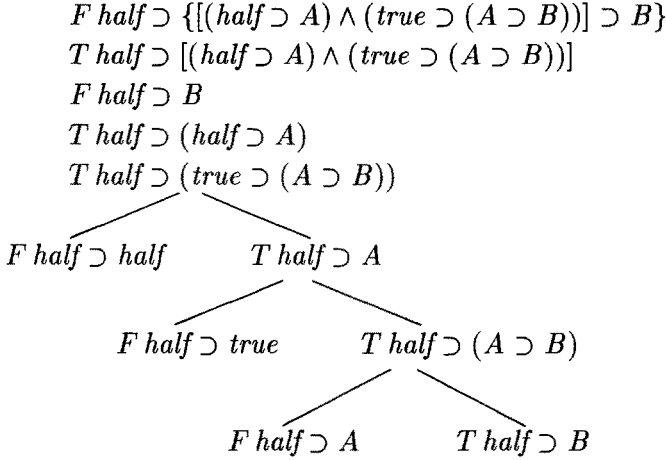 F half ⊃ {[(half ⊃ A) ∧ (true ⊃ (A ⊃ B))] ⊃ B}
T half ⊃ [(half ⊃ A) ∧ (true ⊃ (A ⊃ B))]
F half ⊃ B
T half ⊃ (half ⊃ A)
T half ⊃ (true ⊃ (A ⊃ B))
F half ⊃ half T half ⊃ A
F half ⊃ true T half ⊃ (A ⊃ B)
F half ⊃ A T half ⊃ B